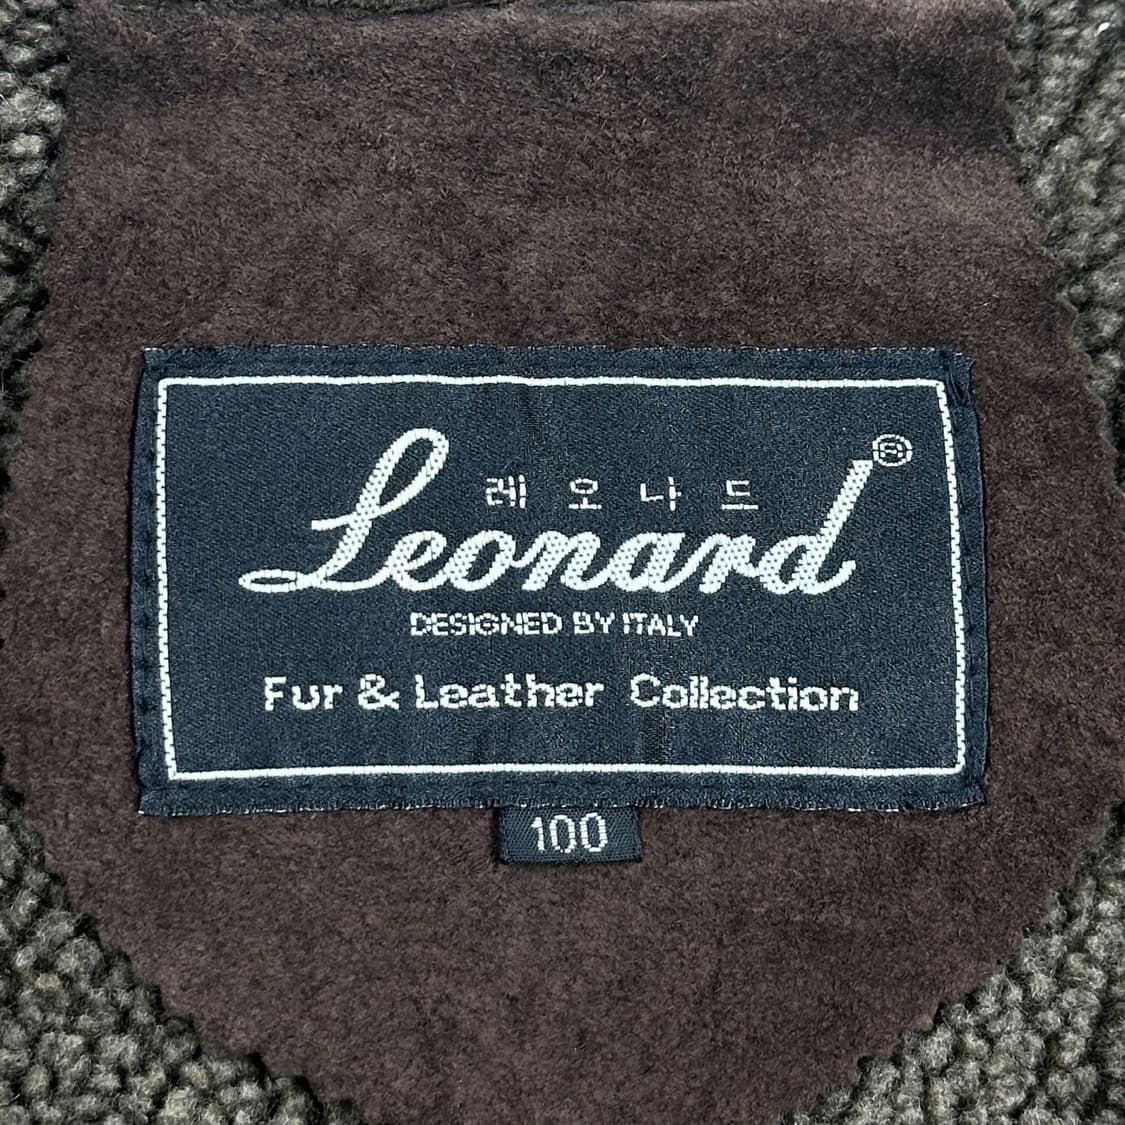 레오나드
Leonard®
DESIGNED BY ITALY
Fur & Leather Collection
100